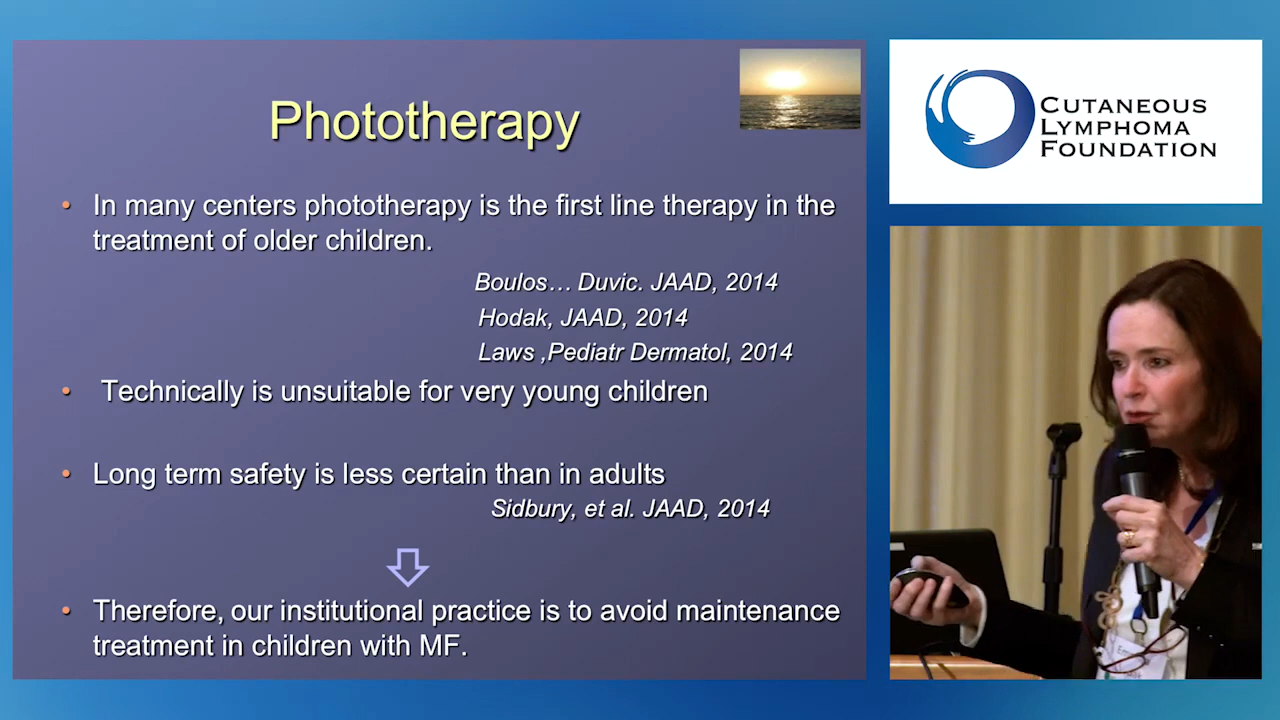 Phototherapy
• In many centers phototherapy is the first line therapy in the
treatment of older children.
Boulos… Duvic. JAAD, 2014
Hodak, JAAD, 2014
Laws ,Pediatr Dermatol, 2014
• Technically is unsuitable for very young children
• Long term safety is less certain than in adults
Sidbury, et al. JAAD, 2014
• Therefore, our institutional practice is to avoid maintenance
treatment in children with MF.
CUTANEOUS
LYMPHOMA
FOUNDATION